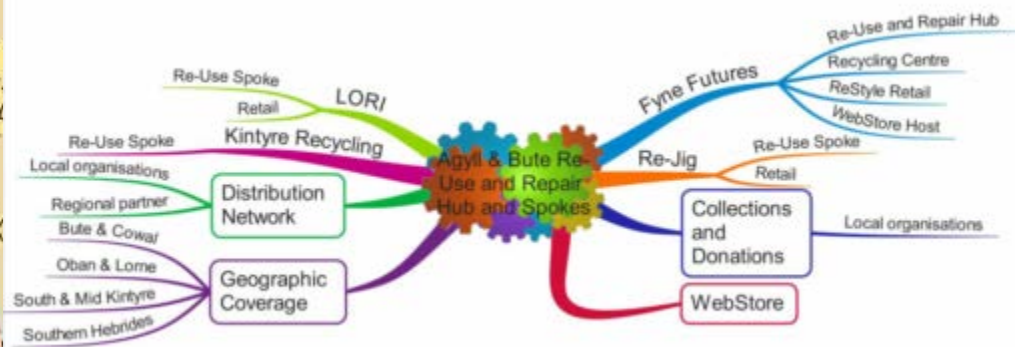 Re-Use and Repair Hub
Recycling Centre
ReStyle Retail
WebStore Host
Fyne Futures
Re-Use Spoke
Retail
LORI
Re-Use Spoke
Kintyre Recycling
Agyll & Bute Re-
Use and Repair
Hub and Spokes
Re-Jig
Re-Use Spoke
Retail
Local organisations
Regional partner
Distribution
Network
Collections
and
Donations
Local organisations
Bute & Cowal
Oban & Lorne
South & Mid Kintyre
Southern Hebrides
Geographic
Coverage
WebStore